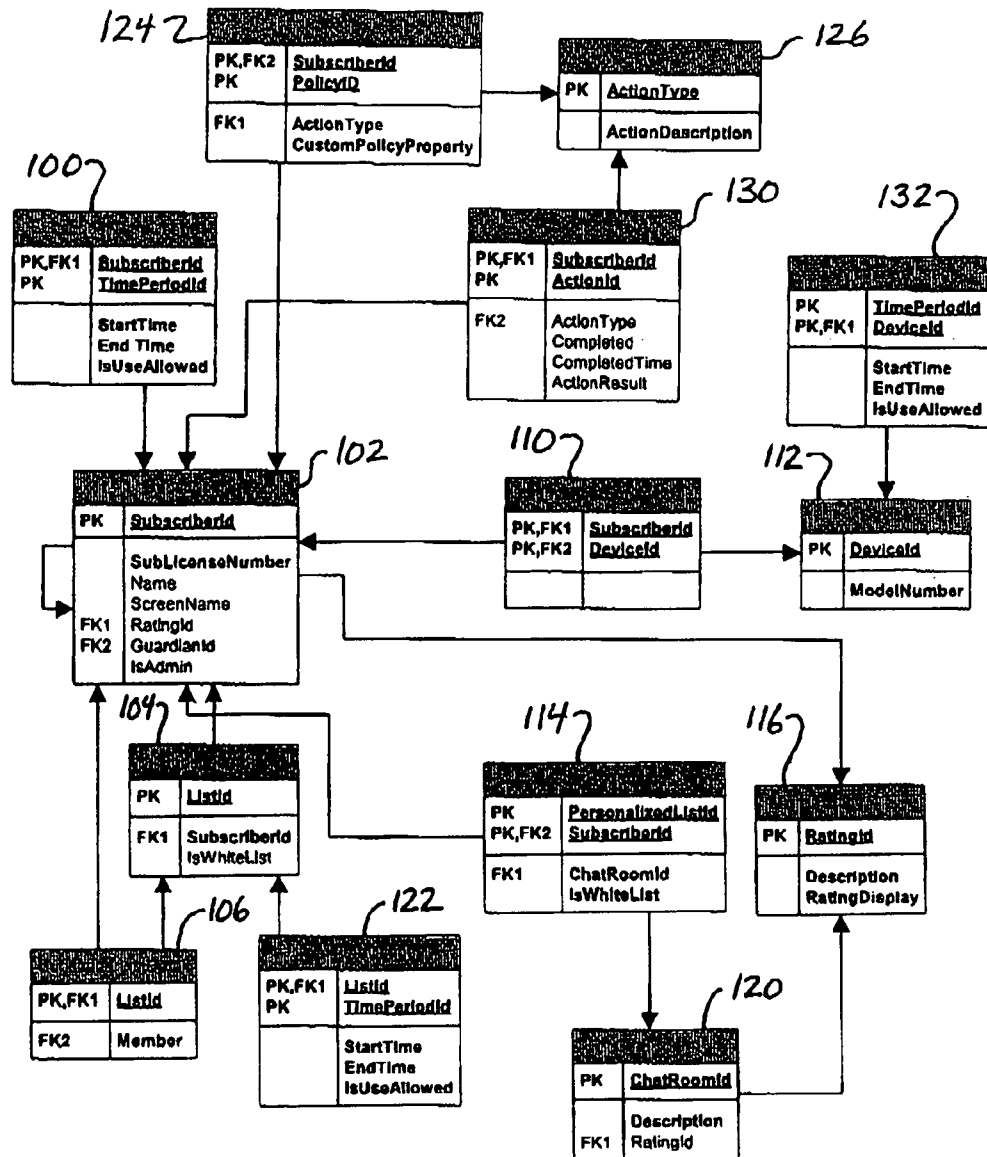 124
PK,FK2 SubscriberId
PK PolicyID
FK1 ActionType
CustomPolicyProperty
126
PK ActionType
ActionDescription
100
PK,FK1 SubscriberId
PK TimePeriodId
StartTime
End Time
IsUseAllowed
130
PK,FK1 SubscriberId
PK ActionId
FK2 ActionType
Completed
CompletedTime
ActionResult
132
PK TimePeriodId
PK,FK1 DeviceId
StartTime
EndTime
IsUseAllowed
102
PK SubscriberId
SubLicenseNumber
Name
ScreenName
FK1 RatingId
FK2 GuardianId
IsAdmin
110
PK,FK1 SubscriberId
PK,FK2 DeviceId
112
PK DeviceId
ModelNumber
104
PK ListId
FK1 SubscriberId
IsWhiteList
114
PK PersonalizedListId
PK,FK2 SubscriberId
FK1 ChatRoomId
IsWhiteList
116
PK RatingId
Description
RatingDisplay
106
PK,FK1 ListId
FK2 Member
122
PK,FK1 ListId
PK TimePeriodId
StartTime
EndTime
IsUseAllowed
120
PK ChatRoomId
Description
FK1 RatingId